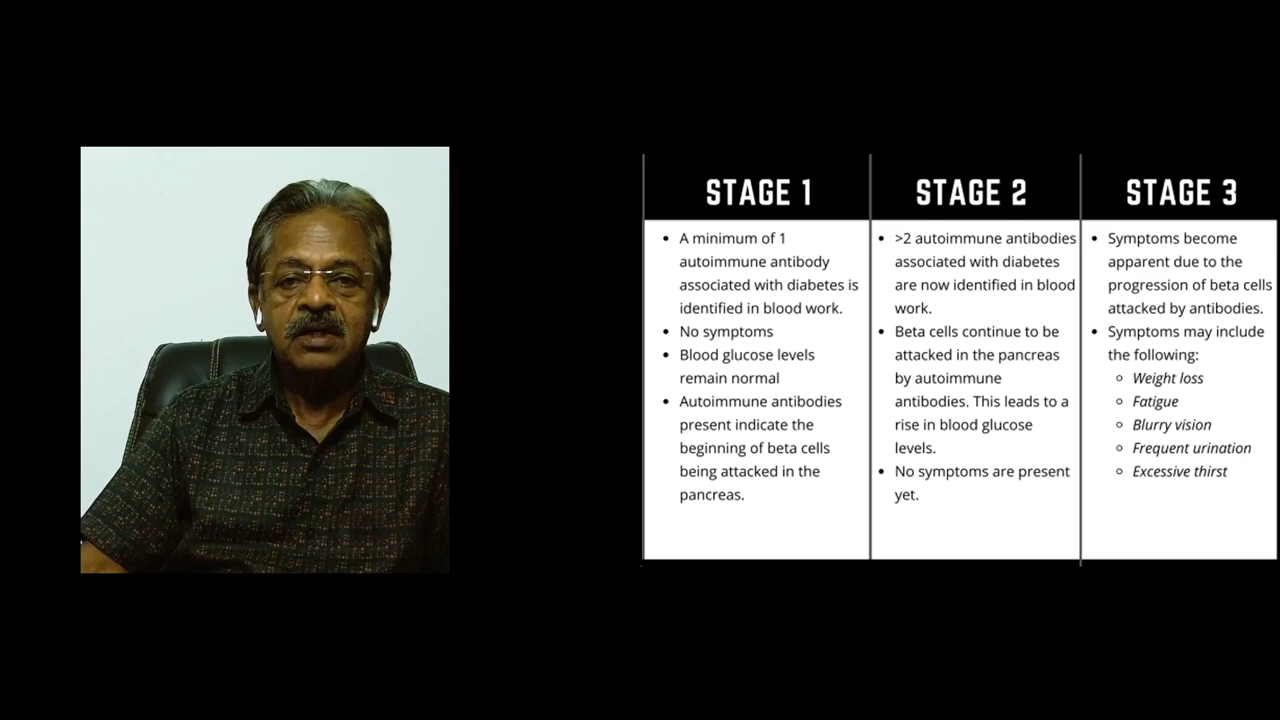 STAGE 1
A minimum of 1
autoimmune antibody
associated with diabetes is
identified in blood work.
No symptoms
Blood glucose levels
remain normal
Autoimmune antibodies
present indicate the
beginning of beta cells
being attacked in the
pancreas.
STAGE 2
>2 autoimmune antibodies
associated with diabetes
are now identified in blood
work.
Beta cells continue to be
attacked in the pancreas
by autoimmune
antibodies. This leads to a
rise in blood glucose
levels.
No symptoms are present
yet.
STAGE 3
Symptoms become
apparent due to the
progression of beta cells
attacked by antibodies.
Symptoms may include
the following:
Weight loss
Fatigue
Blurry vision
Frequent urination
Excessive thirst